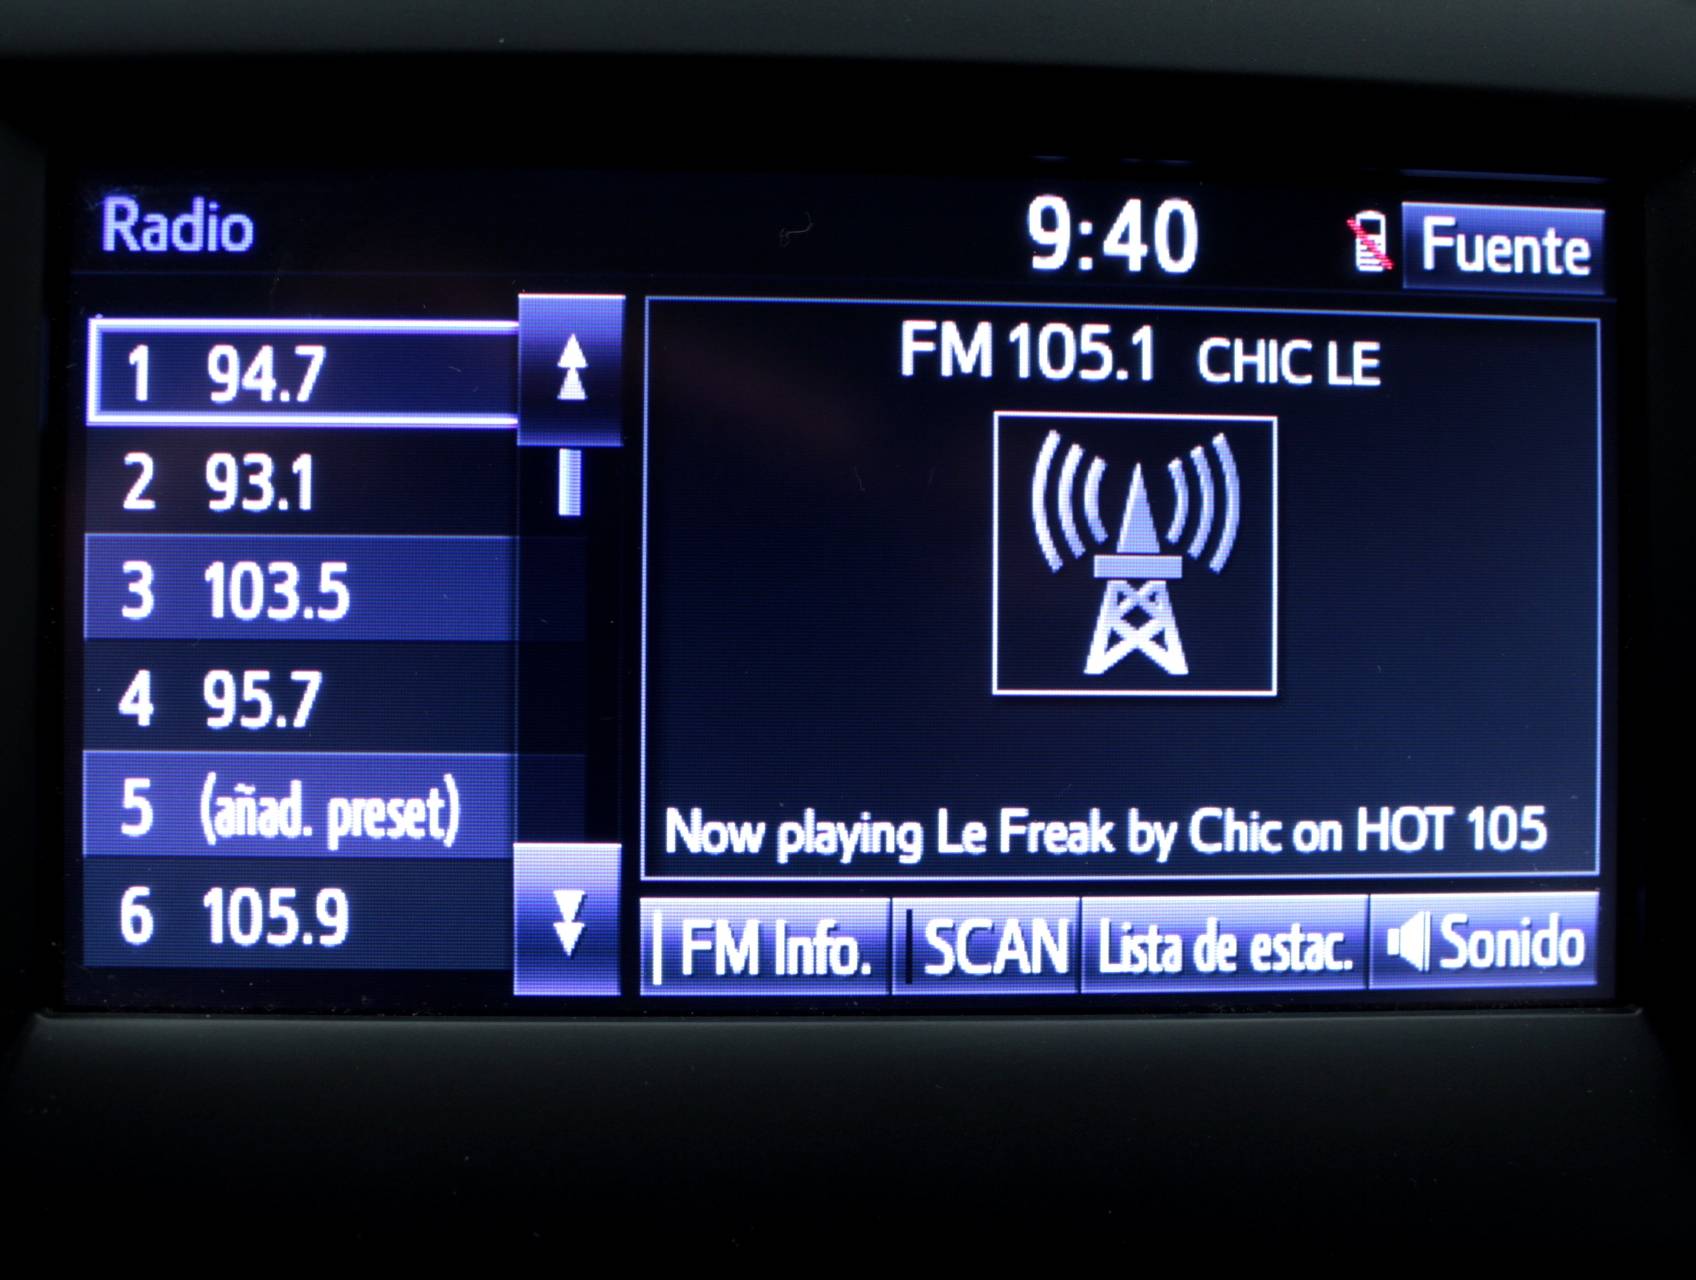 Radio
9:40
Fuente
1 94.7
2 93.1
3 103.5
4 95.7
5 (añad. preset)
6 105.9
FM 105.1 CHIC LE
Now playing Le Freak by Chic on HOT 105
FM Info.
SCAN
Lista de estac.
Sonido